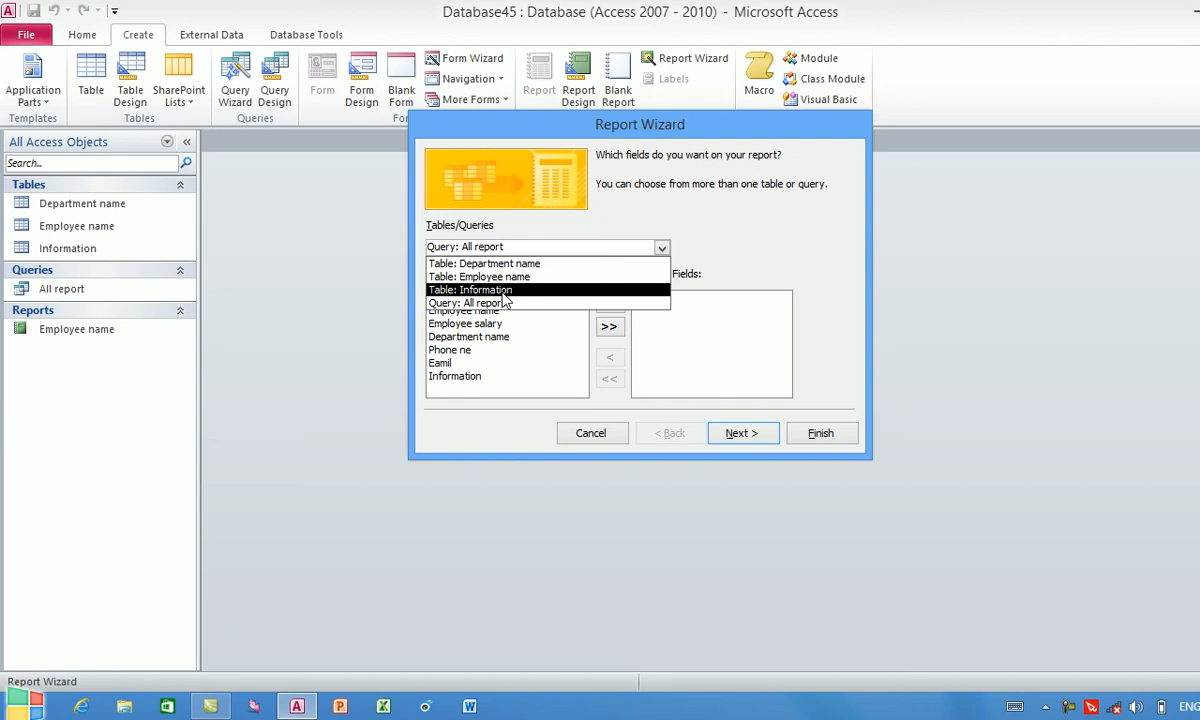 Database45 : Database (Access 2007 - 2010) - Microsoft Access
File Home Create External Data Database Tools
Application Parts
Table
Table Design
SharePoint Lists
Query Wizard
Query Design
Form
Form Design
Blank Form
Form Wizard
Navigation
More Forms
Report
Report Design
Blank Report
Report Wizard
Labels
Macro
Module
Class Module
Visual Basic
Templates Tables Queries
All Access Objects
Search...
Tables
Department name
Employee name
Information
Queries
All report
Reports
Employee name
Report Wizard
Which fields do you want on your report?
You can choose from more than one table or query.
Tables/Queries
Query: All report
Table: Department name
Table: Employee name
Table: Information
Query: All report
Fields:
Employee name
Employee salary
Department name
Phone ne
Eamil
Information
>>
<
<<
Cancel < Back Next > Finish
Report Wizard
ENG